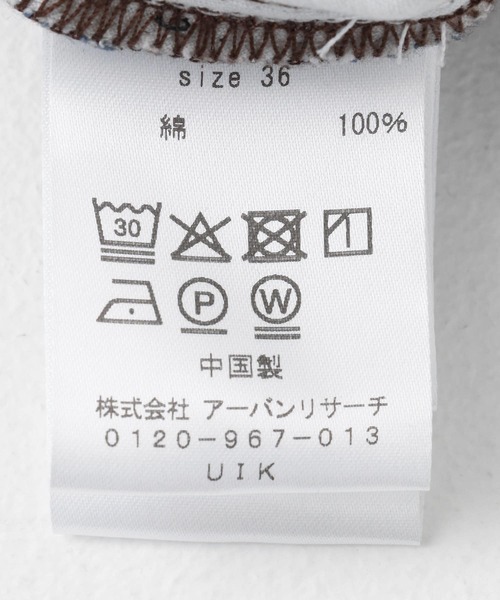 size 36
綿 100%
30
P W
中国製
株式会社 アーバンリサーチ
0120-967-013
UIK